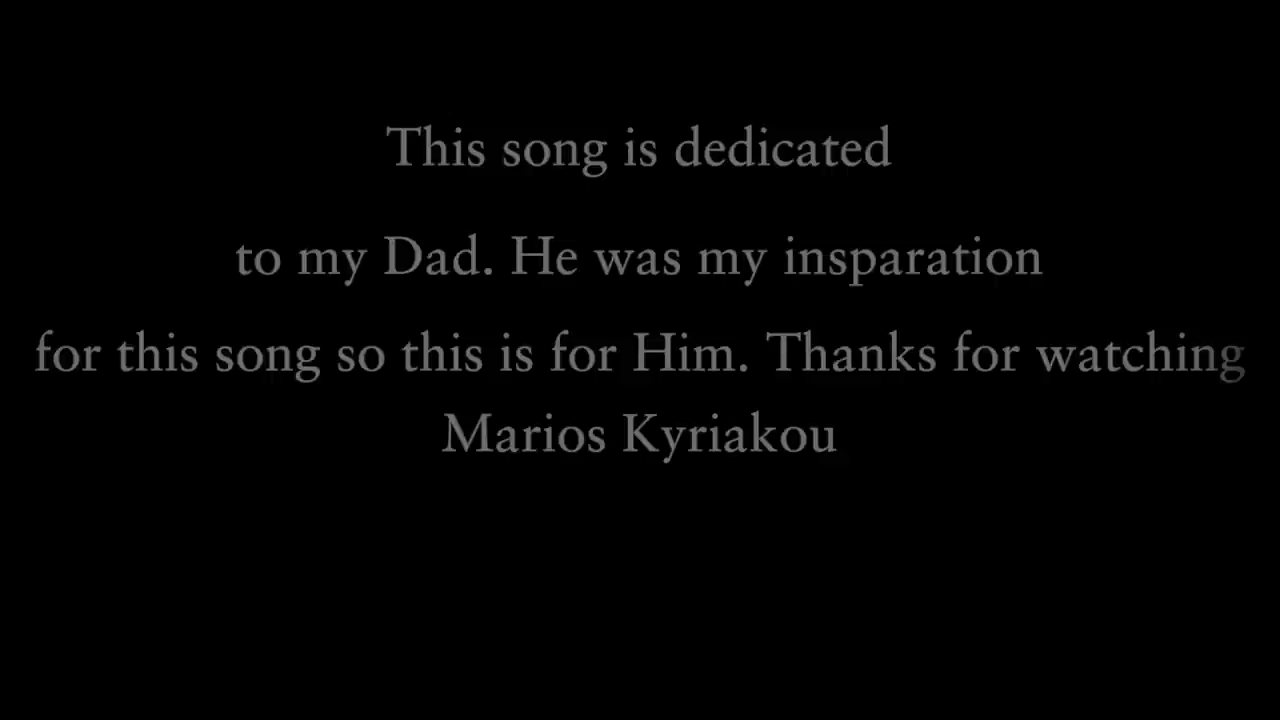 This song is dedicated
to my Dad. He was my insparation
for this song so this is for Him. Thanks for watching
Marios Kyriakou